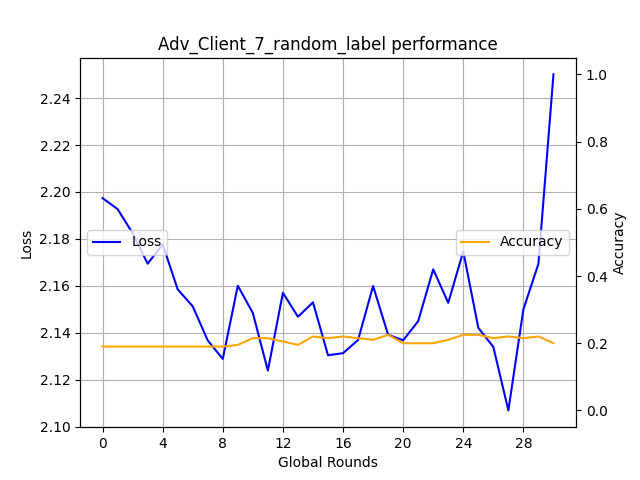 Adv_Client_7_random_label performance
Loss
2.24
2.22
2.20
2.18
2.16
2.14
2.12
2.10
Loss
Accuracy
1.0
0.8
0.6
0.4
0.2
0.0
Accuracy
0 4 8 12 16 20 24 28
Global Rounds